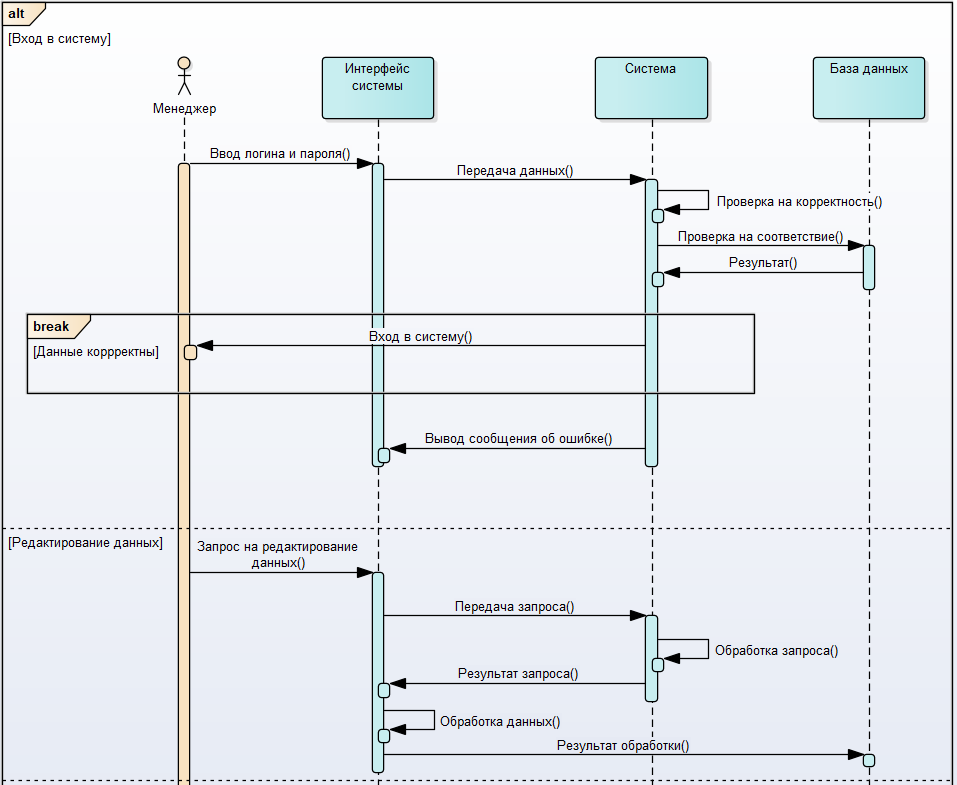 alt
[Вход в систему]
Менеджер
Интерфейс
системы
Система
База данных
Ввод логина и пароля()
Передача данных()
Проверка на корректность()
Проверка на соответствие()
Результат()
break
[Данные коррректны]
Вход в систему()
Вывод сообщения об ошибке()
[Редактирование данных]
Запрос на редактирование
данных()
Передача запроса()
Обработка запроса()
Результат запроса()
Обработка данных()
Результат обработки()